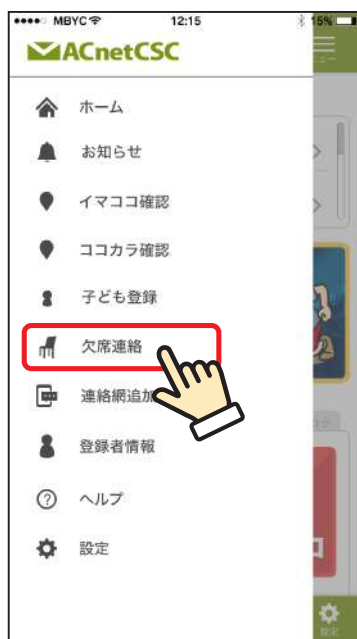 MBYC 12:15 15%
ACnetCSC
ホーム
お知らせ
イマココ確認
ココカラ確認
子ども登録
欠席連絡
連絡網追加
登録者情報
ヘルプ
設定
設定